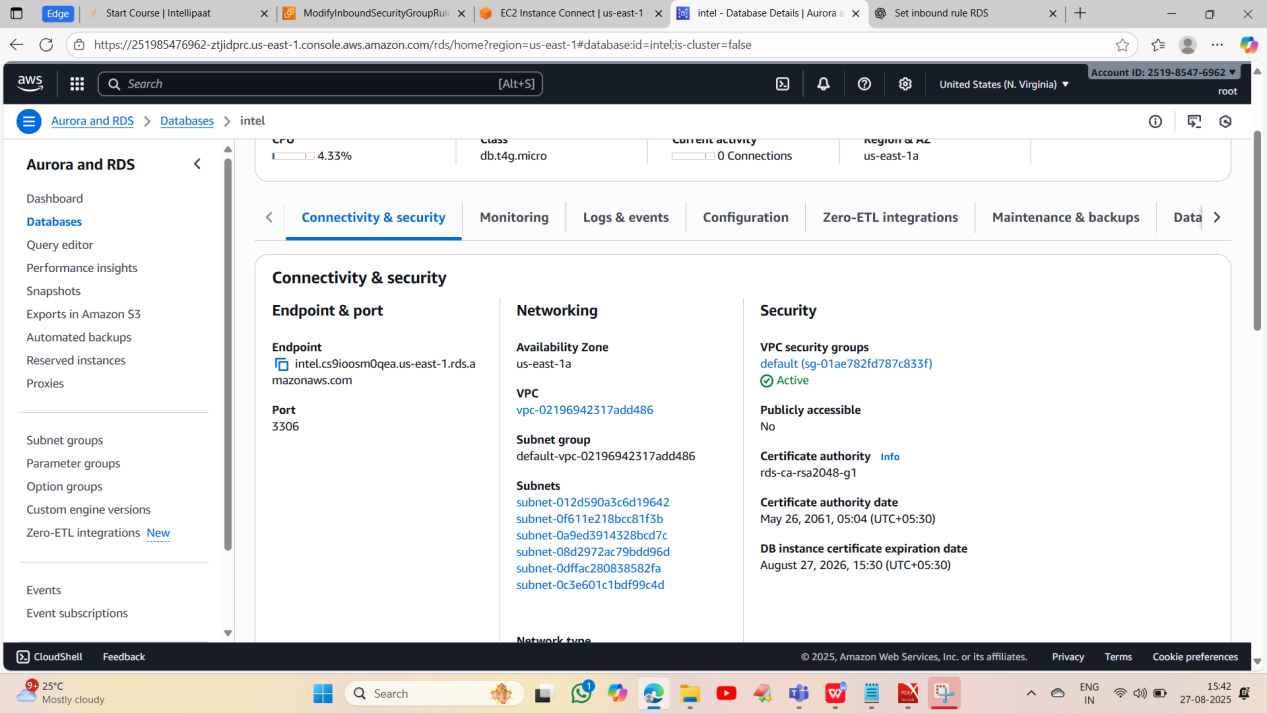 Edge
Start Course | Intellipaat
ModifyInboundSecurityGroupRule
EC2 Instance Connect | us-east-1
intel - Database Details | Aurora a
Set inbound rule RDS
https://251985476962-ztjidprc.us-east-1.console.aws.amazon.com/rds/home?region=us-east-1#database:id=intel;is-cluster=false
aws
Search
[Alt+S]
United States (N. Virginia)
Account ID: 2519-8547-6962
root
Aurora and RDS
Databases
intel
Aurora and RDS
Dashboard
Databases
Query editor
Performance insights
Snapshots
Exports in Amazon S3
Automated backups
Reserved instances
Proxies
Subnet groups
Parameter groups
Option groups
Custom engine versions
Zero-ETL integrations New
Events
Event subscriptions
CPU
4.33%
Class
db.t4g.micro
Current activity
0 Connections
Region & AZ
us-east-1a
Connectivity & security
Monitoring
Logs & events
Configuration
Zero-ETL integrations
Maintenance & backups
Data
Connectivity & security
Endpoint & port
Endpoint
intel.cs9ioosm0qea.us-east-1.rds.a
mazonaws.com
Port
3306
Networking
Availability Zone
us-east-1a
VPC
vpc-02196942317add486
Subnet group
default-vpc-02196942317add486
Subnets
subnet-012d590a3c6d19642
subnet-0f611e218bcc81f3b
subnet-0a9ed3914328bcd7c
subnet-08d2972ac79bdd96d
subnet-0dffac280838582fa
subnet-0c3e601c1bdf99c4d
Network type
Security
VPC security groups
default (sg-01ae782fd787c833f)
Active
Publicly accessible
No
Certificate authority Info
rds-ca-rsa2048-g1
Certificate authority date
May 26, 2061, 05:04 (UTC+05:30)
DB instance certificate expiration date
August 27, 2026, 15:30 (UTC+05:30)
CloudShell
Feedback
© 2025, Amazon Web Services, Inc. or its affiliates.
Privacy
Terms
Cookie preferences
9+
25°C
Mostly cloudy
Search
1
ENG
IN
15:42
27-08-2025